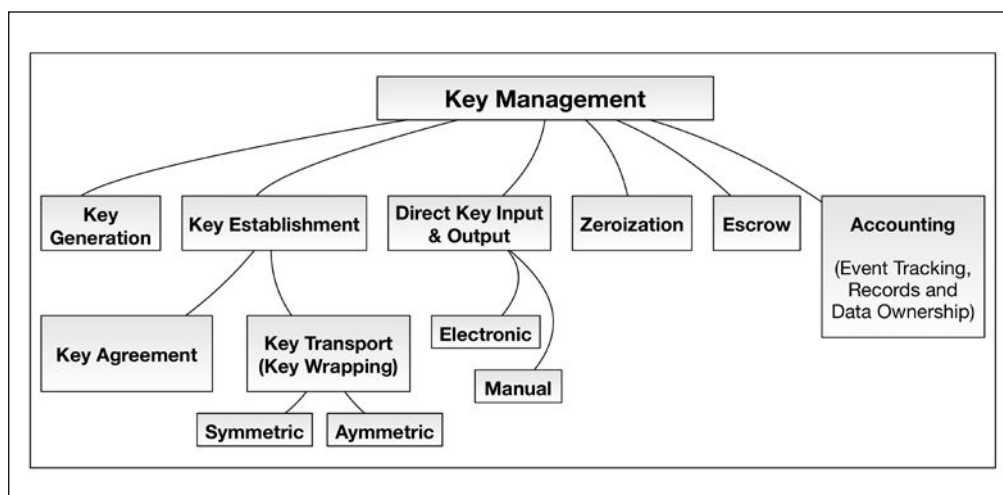 Key Management
Key
Generation
Key Establishment
Direct Key Input
& Output
Zeroization
Escrow
Accounting
(Event Tracking,
Records and
Data Ownership)
Key Agreement
Key Transport
(Key Wrapping)
Electronic
Manual
Symmetric
Aymmetric